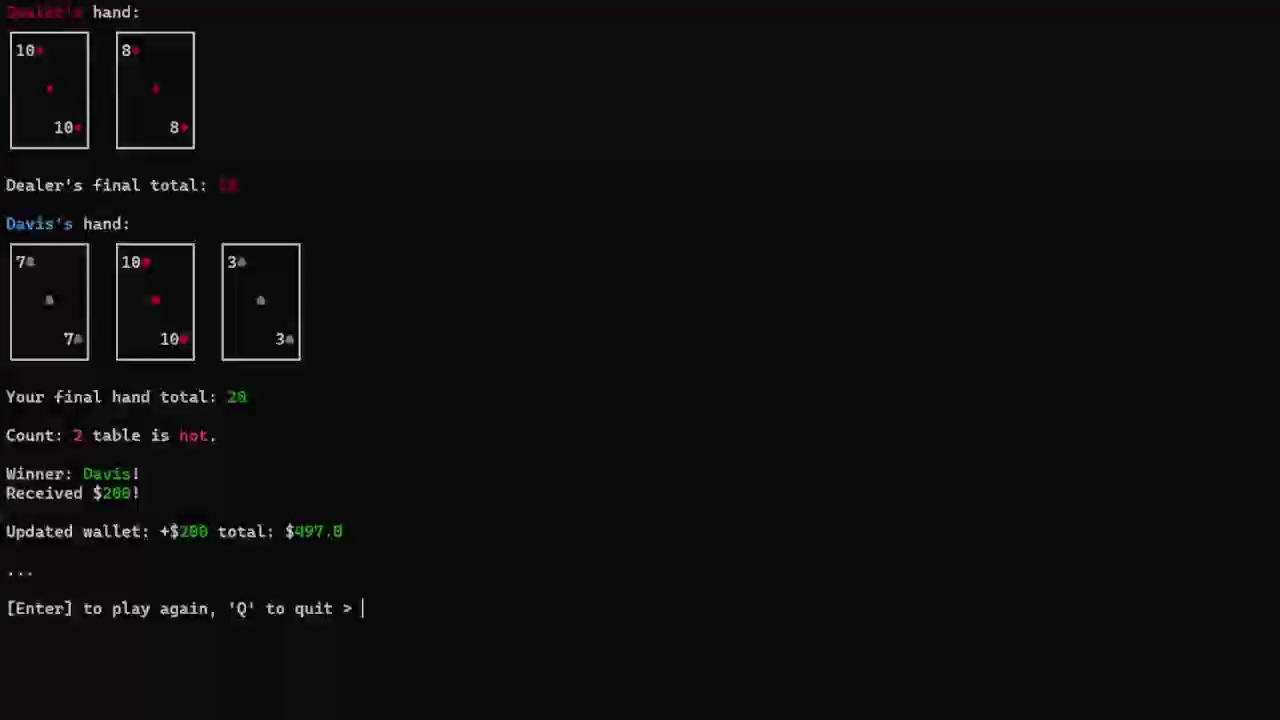 Dealer's hand:
10♦ 8♦
10♦ 8♦
Dealer's final total: 18
Davis's hand:
7♠ 10♥ 3♠
7♠ 10♥ 3♠
Your final hand total: 20
Count: 2 table is hot.
Winner: Davis!
Received $200!
Updated wallet: +$200 total: $497.0
...
[Enter] to play again, 'Q' to quit >